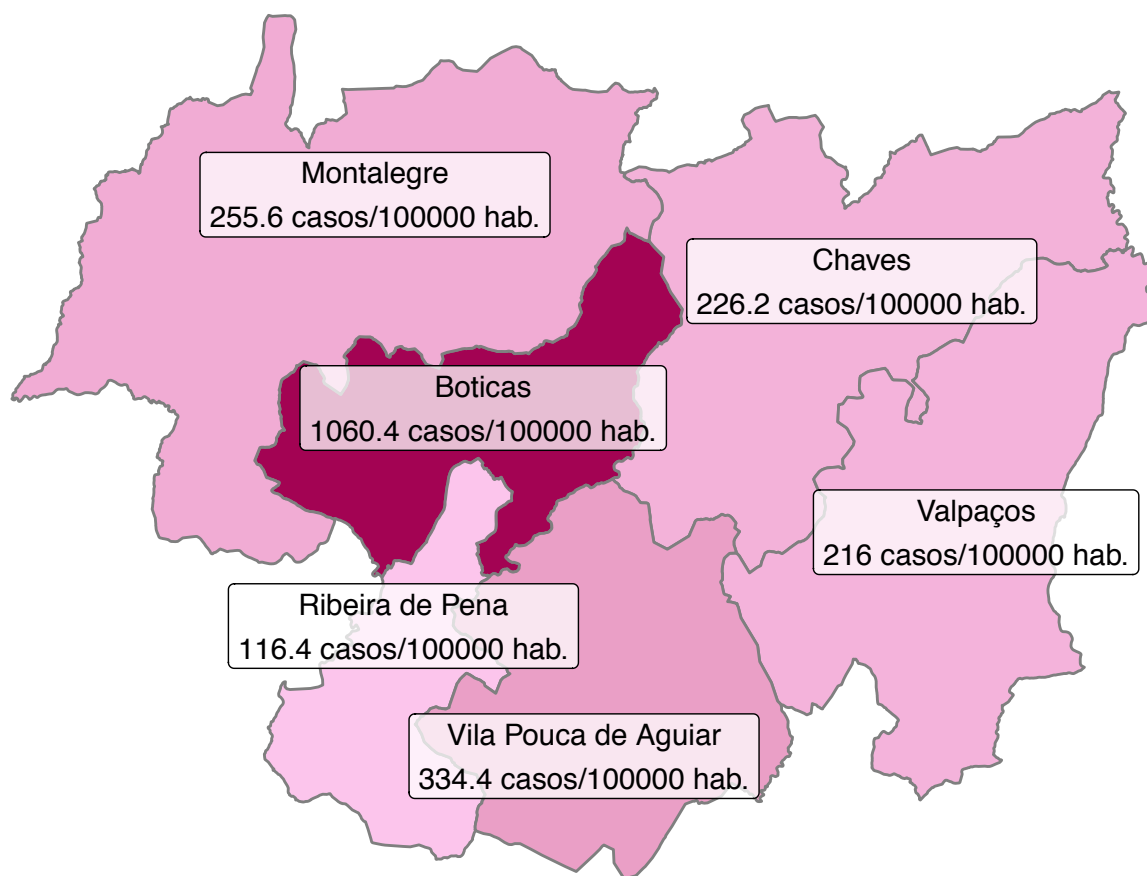 Montalegre
255.6 casos/100000 hab.
Chaves
226.2 casos/100000 hab.
Boticas
1060.4 casos/100000 hab.
Valpaços
216 casos/100000 hab.
Ribeira de Pena
116.4 casos/100000 hab.
Vila Pouca de Aguiar
334.4 casos/100000 hab.